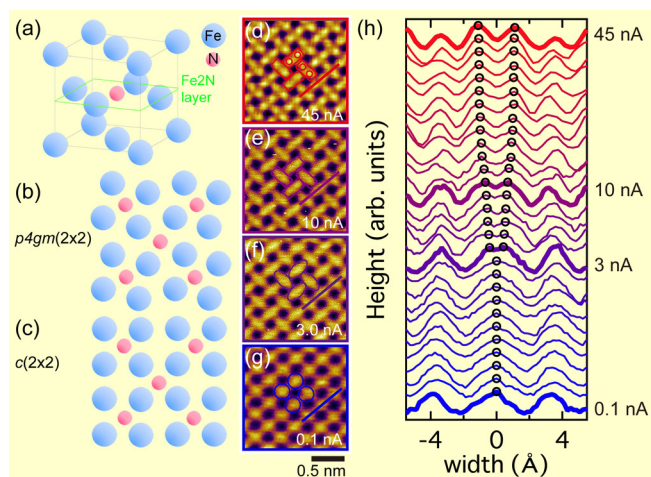 (a)
Fe
N
Fe2N
layer
(b)
p4gm(2x2)
(c)
c(2x2)
(d)
45 nA
(e)
10 nA
(f)
3.0 nA
(g)
0.1 nA
0.5 nm
(h)
Height (arb. units)
45 nA
10 nA
3 nA
0.1 nA
-4
0
4
width (Å)